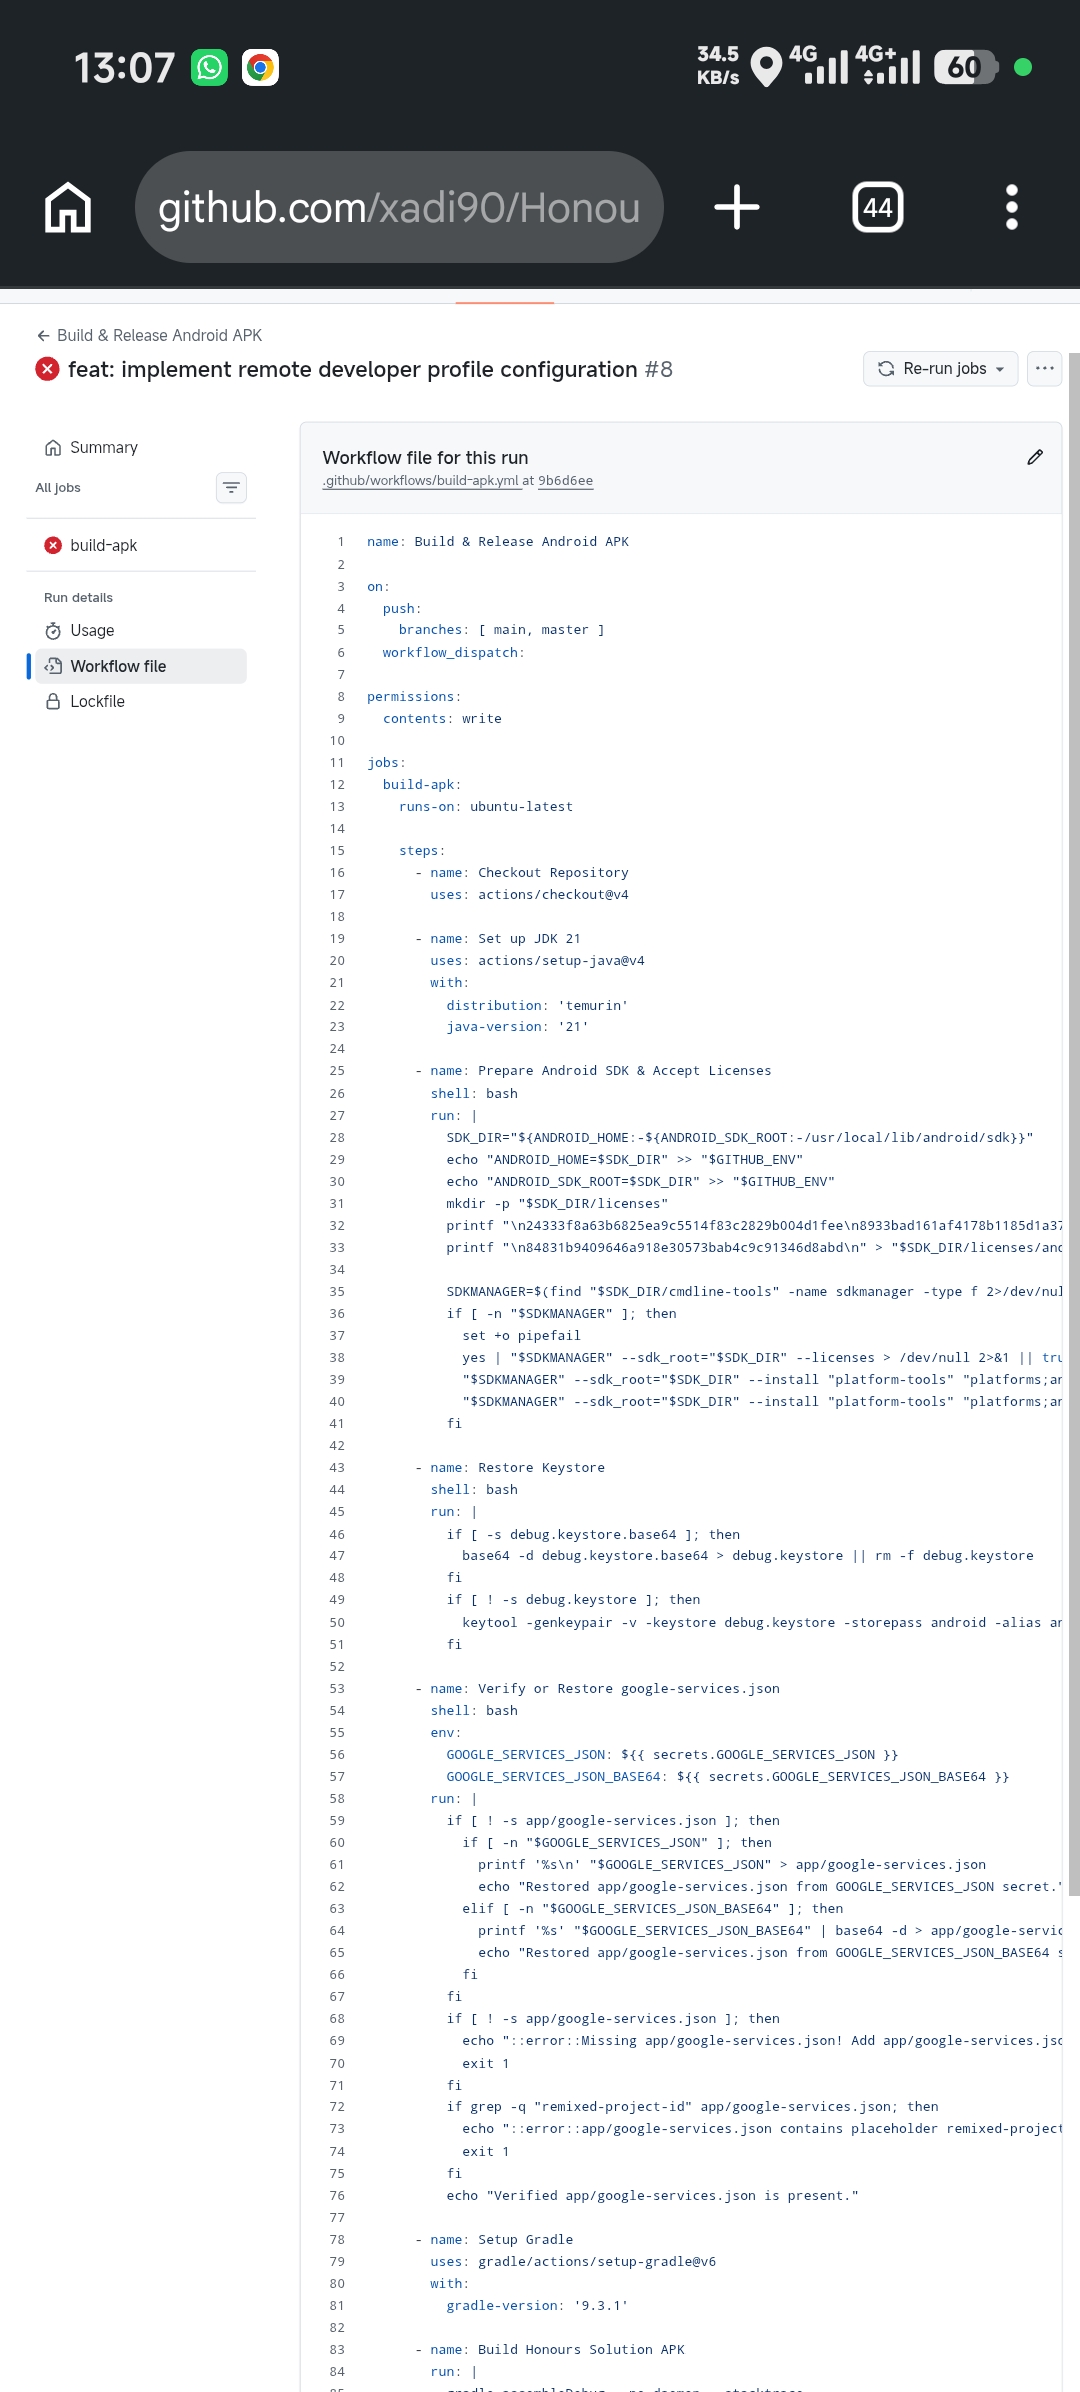 13:07
34.5 KB/s 4G 4G+ 60
github.com/xadi90/Honou
44
Build & Release Android APK
feat: implement remote developer profile configuration #8
Re-run jobs
Summary
All jobs
build-apk
Run details
Usage
Workflow file
Lockfile
Workflow file for this run
.github/workflows/build-apk.yml at 9b6d6ee
1 name: Build & Release Android APK
2
3 on:
4   push:
5     branches: [ main, master ]
6   workflow_dispatch:
7
8 permissions:
9   contents: write
10
11 jobs:
12   build-apk:
13     runs-on: ubuntu-latest
14
15     steps:
16       - name: Checkout Repository
17         uses: actions/checkout@v4
18
19       - name: Set up JDK 21
20         uses: actions/setup-java@v4
21         with:
22           distribution: 'temurin'
23           java-version: '21'
24
25       - name: Prepare Android SDK & Accept Licenses
26         shell: bash
27         run: |
28           SDK_DIR="${ANDROID_HOME:-${ANDROID_SDK_ROOT:-/usr/local/lib/android/sdk}}"
29           echo "ANDROID_HOME=$SDK_DIR" >> "$GITHUB_ENV"
30           echo "ANDROID_SDK_ROOT=$SDK_DIR" >> "$GITHUB_ENV"
31           mkdir -p "$SDK_DIR/licenses"
32           printf "\n24333f8a63b6825ea9c5514f83c2829b004d1fee\n8933bad161af4178b1185d1a37
33           printf "\n84831b9409646a918e30573bab4c9c91346d8abd\n" > "$SDK_DIR/licenses/and
34
35           SDKMANAGER=$(find "$SDK_DIR/cmdline-tools" -name sdkmanager -type f 2>/dev/nul
36           if [ -n "$SDKMANAGER" ]; then
37             set +o pipefail
38             yes | "$SDKMANAGER" --sdk_root="$SDK_DIR" --licenses > /dev/null 2>&1 || tru
39             "$SDKMANAGER" --sdk_root="$SDK_DIR" --install "platform-tools" "platforms;an
40             "$SDKMANAGER" --sdk_root="$SDK_DIR" --install "platform-tools" "platforms;an
41           fi
42
43       - name: Restore Keystore
44         shell: bash
45         run: |
46           if [ -s debug.keystore.base64 ]; then
47             base64 -d debug.keystore.base64 > debug.keystore || rm -f debug.keystore
48           fi
49           if [ ! -s debug.keystore ]; then
50             keytool -genkeypair -v -keystore debug.keystore -storepass android -alias an
51           fi
52
53       - name: Verify or Restore google-services.json
54         shell: bash
55         env:
56           GOOGLE_SERVICES_JSON: ${{ secrets.GOOGLE_SERVICES_JSON }}
57           GOOGLE_SERVICES_JSON_BASE64: ${{ secrets.GOOGLE_SERVICES_JSON_BASE64 }}
58         run: |
59           if [ ! -s app/google-services.json ]; then
60             if [ -n "$GOOGLE_SERVICES_JSON" ]; then
61               printf '%s\n' "$GOOGLE_SERVICES_JSON" > app/google-services.json
62               echo "Restored app/google-services.json from GOOGLE_SERVICES_JSON secret."
63             elif [ -n "$GOOGLE_SERVICES_JSON_BASE64" ]; then
64               printf '%s' "$GOOGLE_SERVICES_JSON_BASE64" | base64 -d > app/google-servic
65               echo "Restored app/google-services.json from GOOGLE_SERVICES_JSON_BASE64 s
66             fi
67           fi
68           if [ ! -s app/google-services.json ]; then
69             echo "::error::Missing app/google-services.json! Add app/google-services.jso
70             exit 1
71           fi
72           if grep -q "remixed-project-id" app/google-services.json; then
73             echo "::error::app/google-services.json contains placeholder remixed-project
74             exit 1
75           fi
76           echo "Verified app/google-services.json is present."
77
78       - name: Setup Gradle
79         uses: gradle/actions/setup-gradle@v6
80         with:
81           gradle-version: '9.3.1'
82
83       - name: Build Honours Solution APK
84         run: |